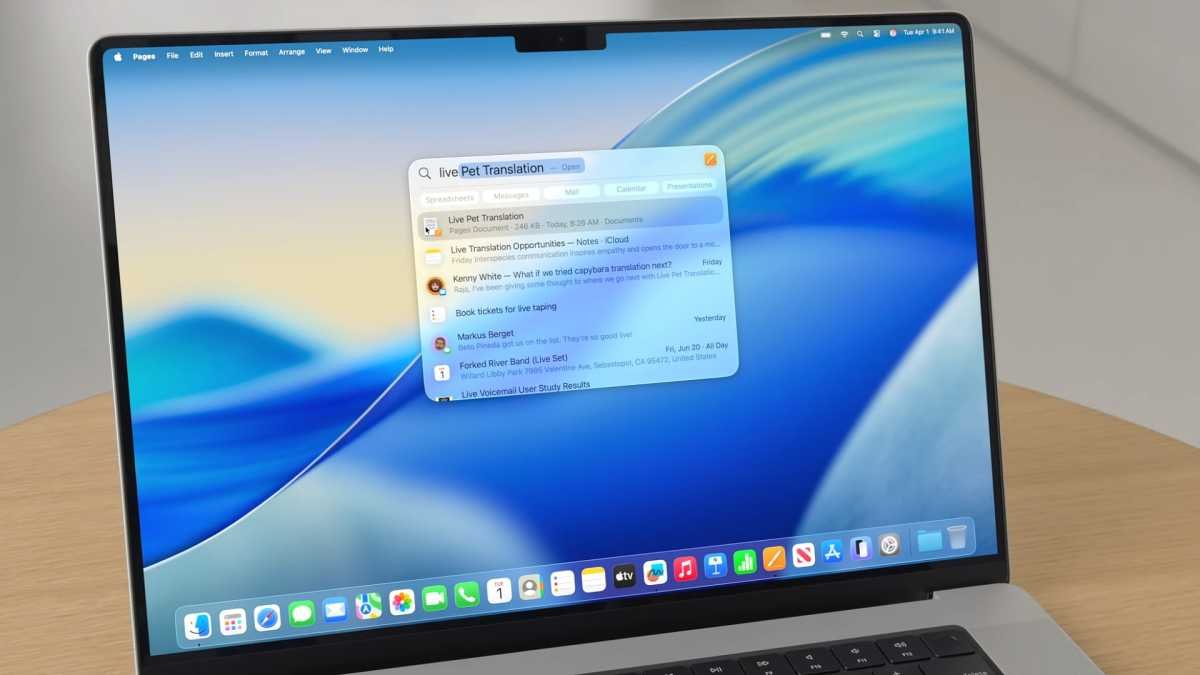 Pages File Edit Insert Format Arrange View Window Help
Tue Apr 1 9:41 AM
live Pet Translation — Open
Spreadsheets Messages Mail Calendar Presentations
Live Pet Translation
Pages Document · 246 KB · Today, 8:26 AM · Documents
Live Translation Opportunities — Notes · iCloud
Friday Interspecies communication inspires empathy and opens the door to a mo...
Kenny White — What if we tried capybara translation next? Friday
Raja, I've been giving some thought to where we go next with Live Pet Translatio...
Book tickets for live taping
Markus Berget Yesterday
Beto Pineda got us on the list. They're so good live!
Forked River Band (Live Set) Fri, Jun 20 · All Day
Willard Libby Park 7985 Valentine Ave, Sebastopol, CA 95472, United States
Live Voicemail User Study Results
TUE
1
tv
F10
F11
F12